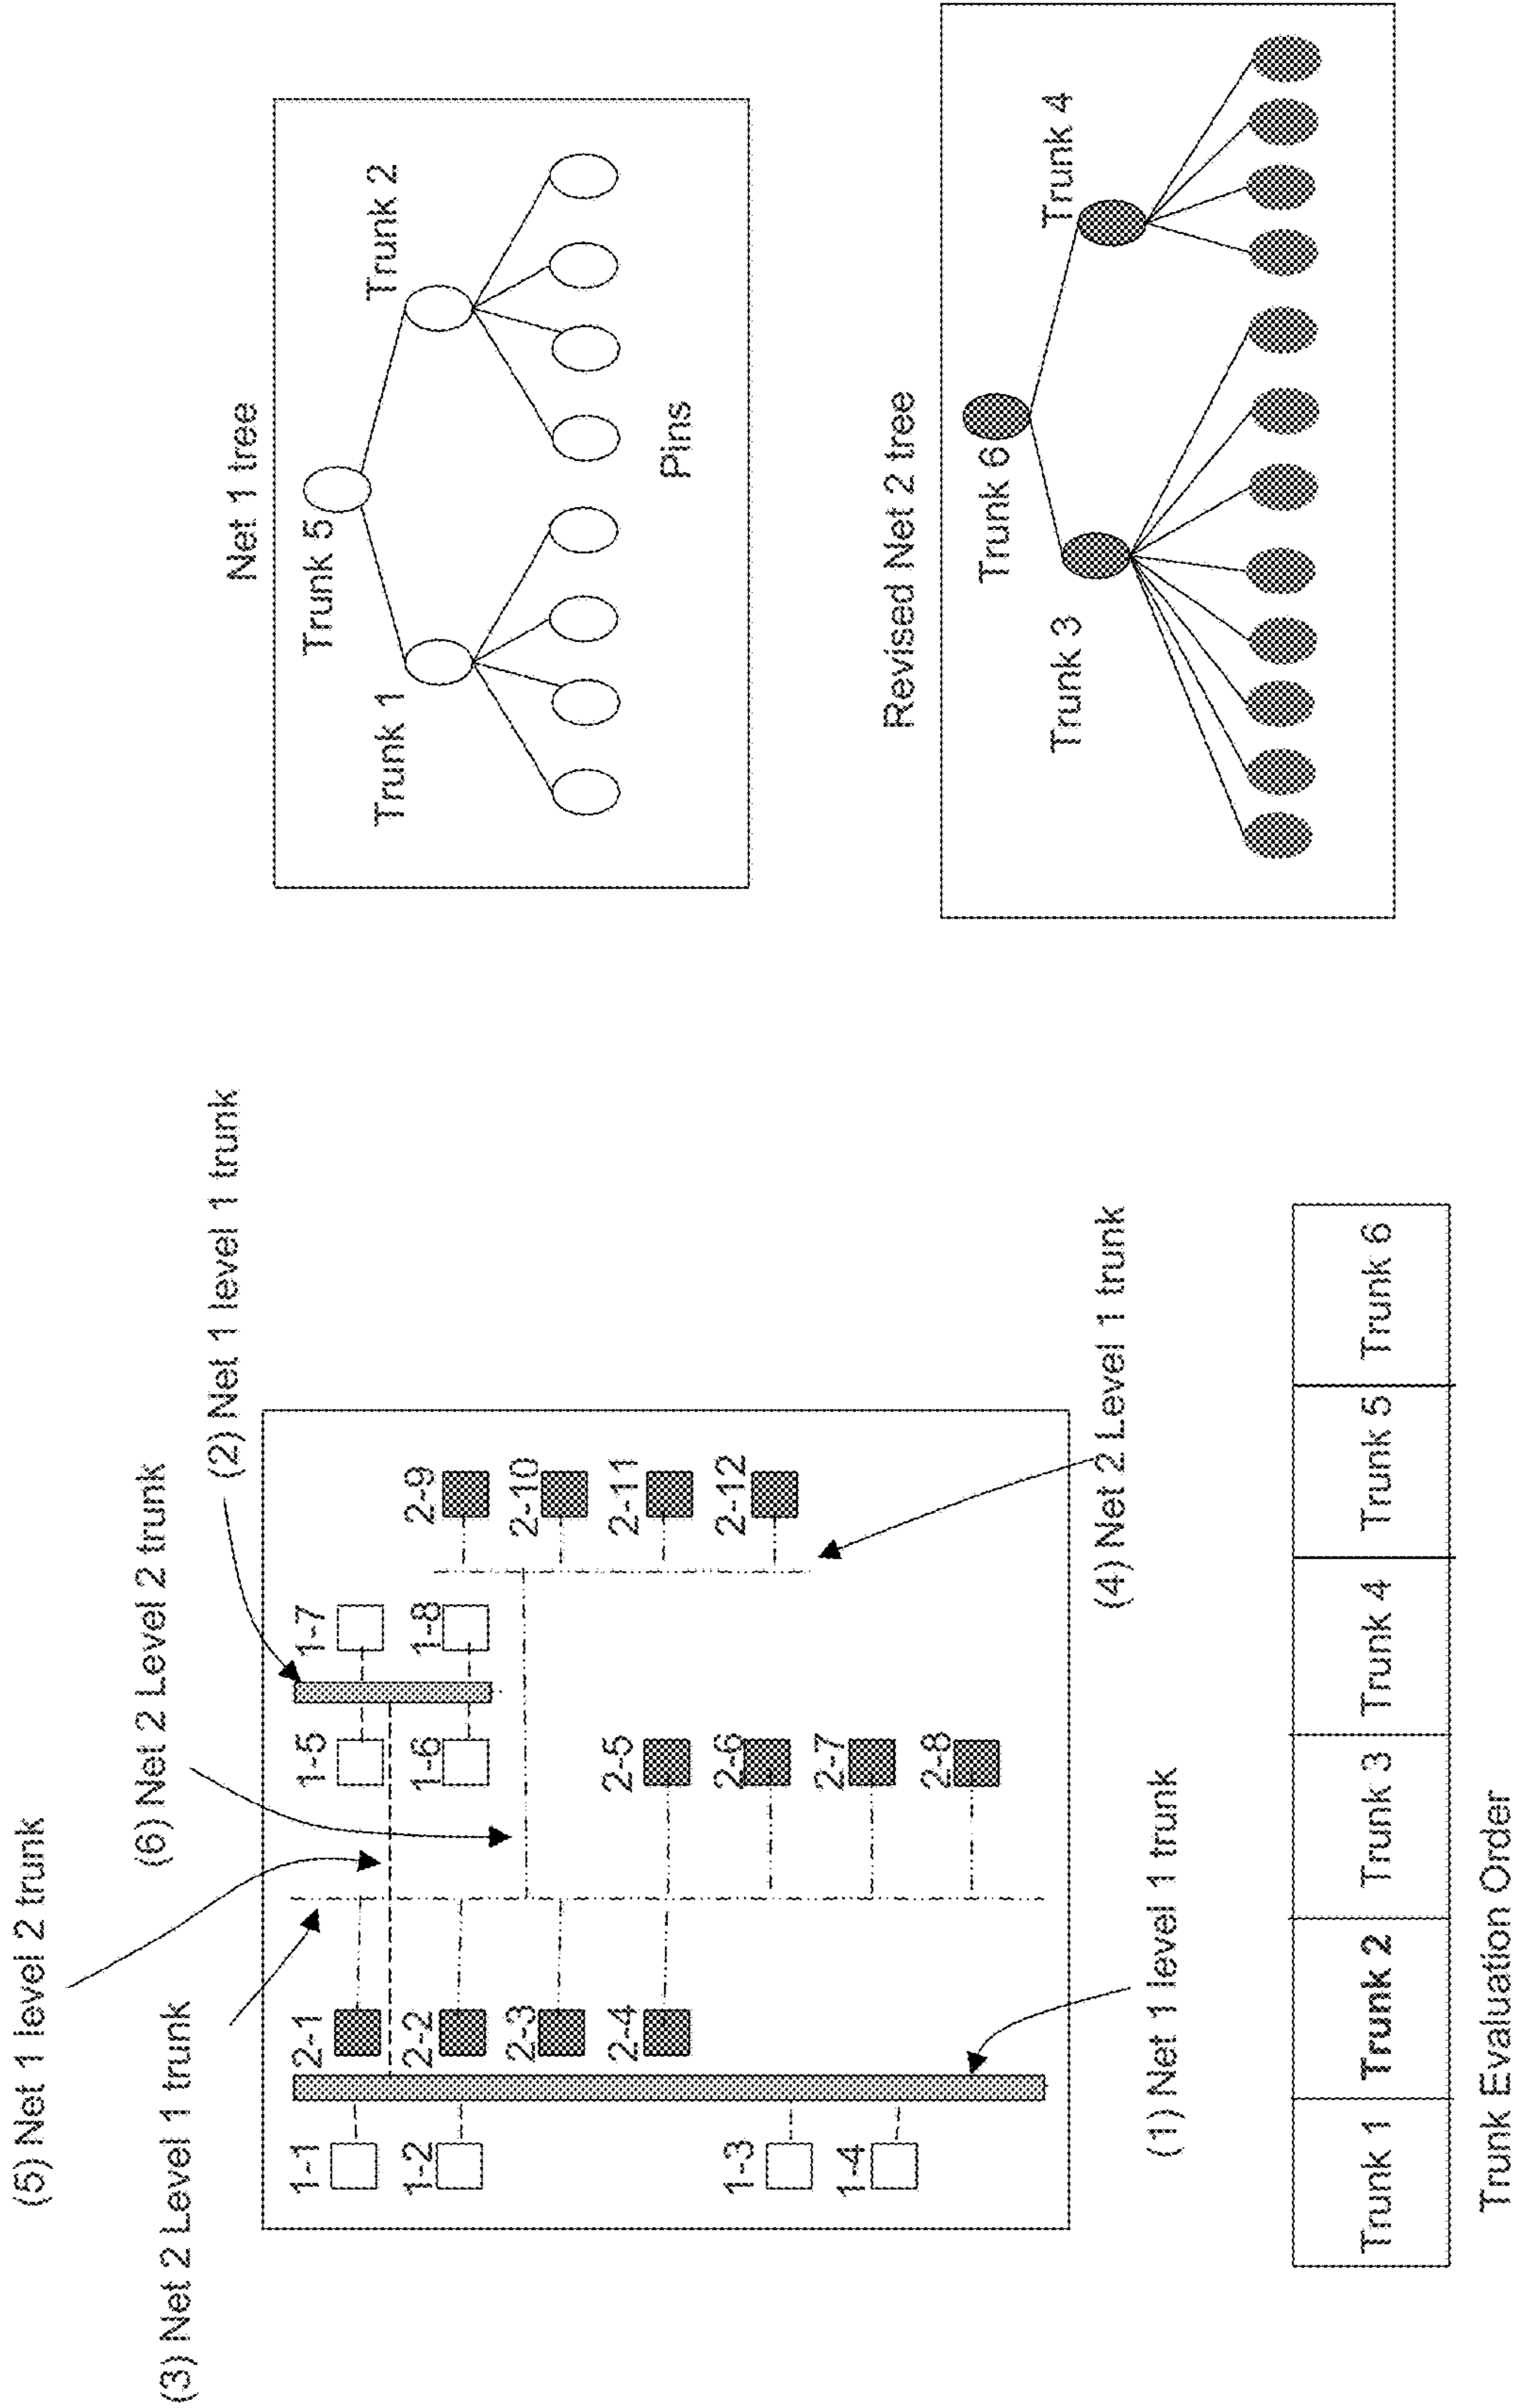 (5) Net 1 level 2 trunk
(6) Net 2 Level 2 trunk
(3) Net 2 Level 1 trunk
(2) Net 1 level 1 trunk
1-1
2-1
1-5
1-7
1-2
2-2
1-6
1-8
2-9
2-3
2-10
2-4
2-5
2-11
1-3
2-6
2-12
1-4
2-7
2-8
(4) Net 2 Level 1 trunk
(1) Net 1 level 1 trunk
Trunk 1
Trunk 2
Trunk 3
Trunk 4
Trunk 5
Trunk 6
Trunk Evaluation Order
Net 1 tree
Trunk 5
Trunk 1
Trunk 2
Pins
Revised Net 2 tree
Trunk 6
Trunk 3
Trunk 4